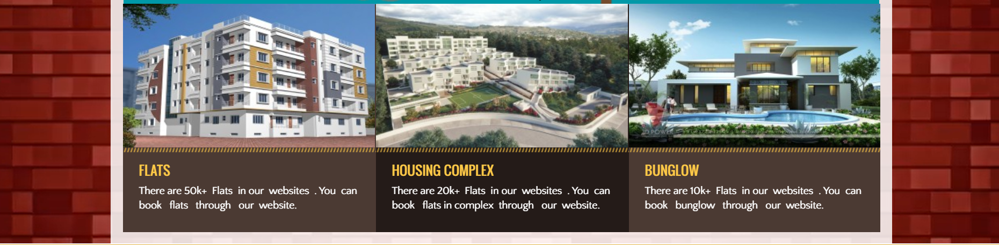 FLATS
There are 50k+ Flats in our websites . You can
book flats through our website.
HOUSING COMPLEX
There are 20k+ Flats in our websites . You can
book flats in complex through our website.
BUNGLOW
There are 10k+ Flats in our websites . You can
book bunglow through our website.